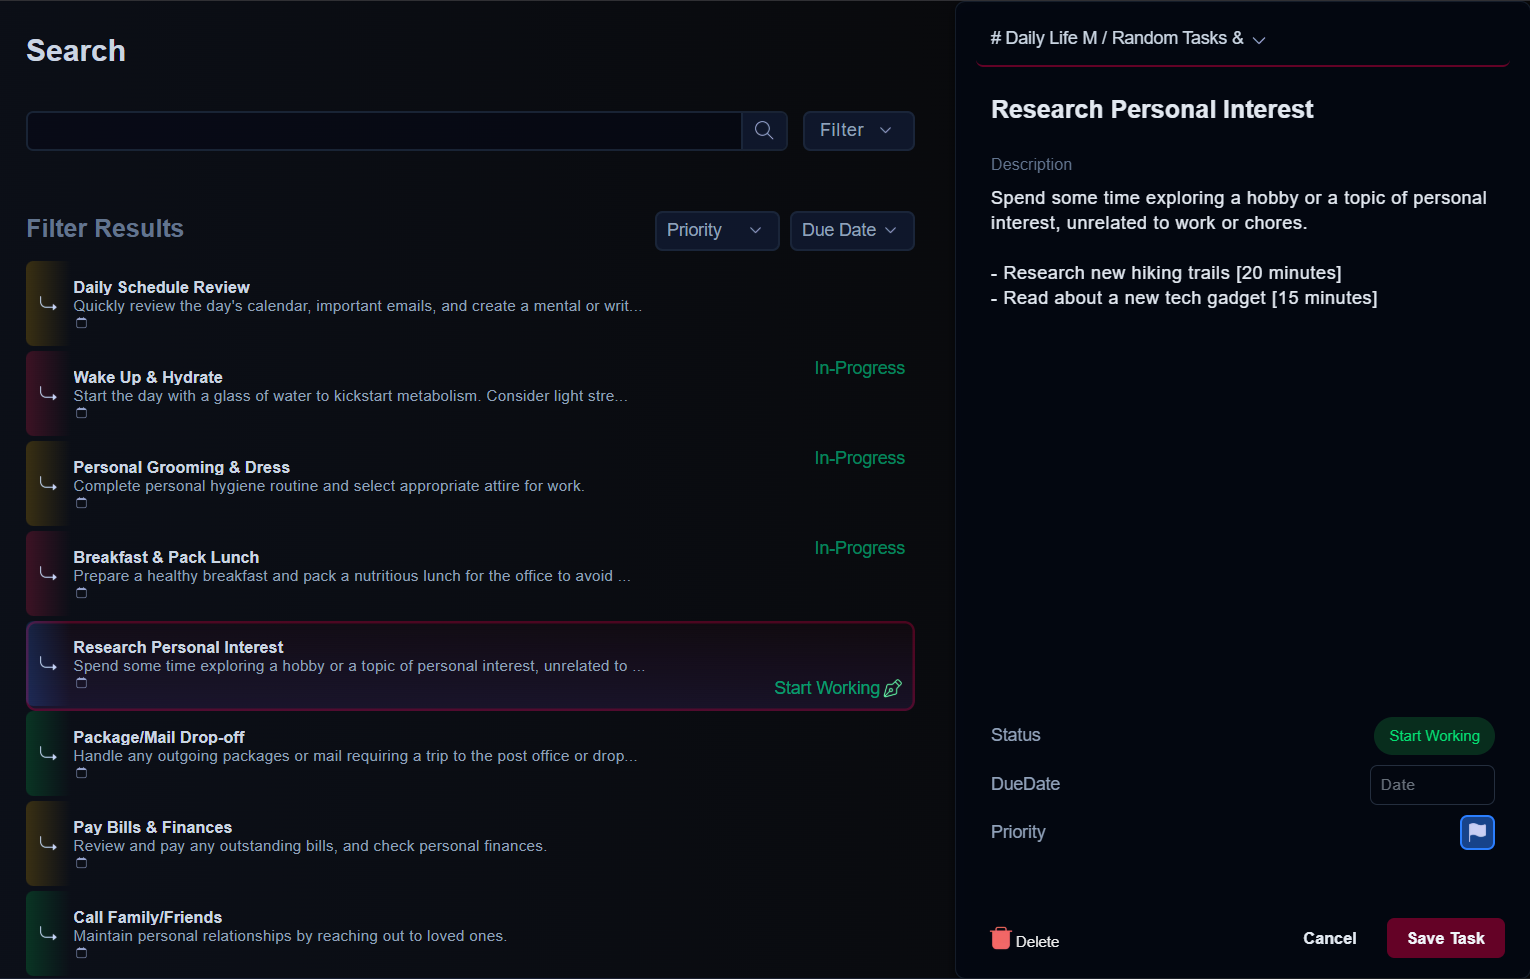 Search
Filter
Filter Results
Priority
Due Date
Daily Schedule Review
Quickly review the day's calendar, important emails, and create a mental or writ...
Wake Up & Hydrate
In-Progress
Start the day with a glass of water to kickstart metabolism. Consider light stre...
Personal Grooming & Dress
In-Progress
Complete personal hygiene routine and select appropriate attire for work.
Breakfast & Pack Lunch
In-Progress
Prepare a healthy breakfast and pack a nutritious lunch for the office to avoid ...
Research Personal Interest
Spend some time exploring a hobby or a topic of personal interest, unrelated to ...
Start Working
Package/Mail Drop-off
Handle any outgoing packages or mail requiring a trip to the post office or drop...
Pay Bills & Finances
Review and pay any outstanding bills, and check personal finances.
Call Family/Friends
Maintain personal relationships by reaching out to loved ones.
# Daily Life M / Random Tasks &
Research Personal Interest
Description
Spend some time exploring a hobby or a topic of personal
interest, unrelated to work or chores.
- Research new hiking trails [20 minutes]
- Read about a new tech gadget [15 minutes]
Status
Start Working
DueDate
Date
Priority
Delete
Cancel
Save Task